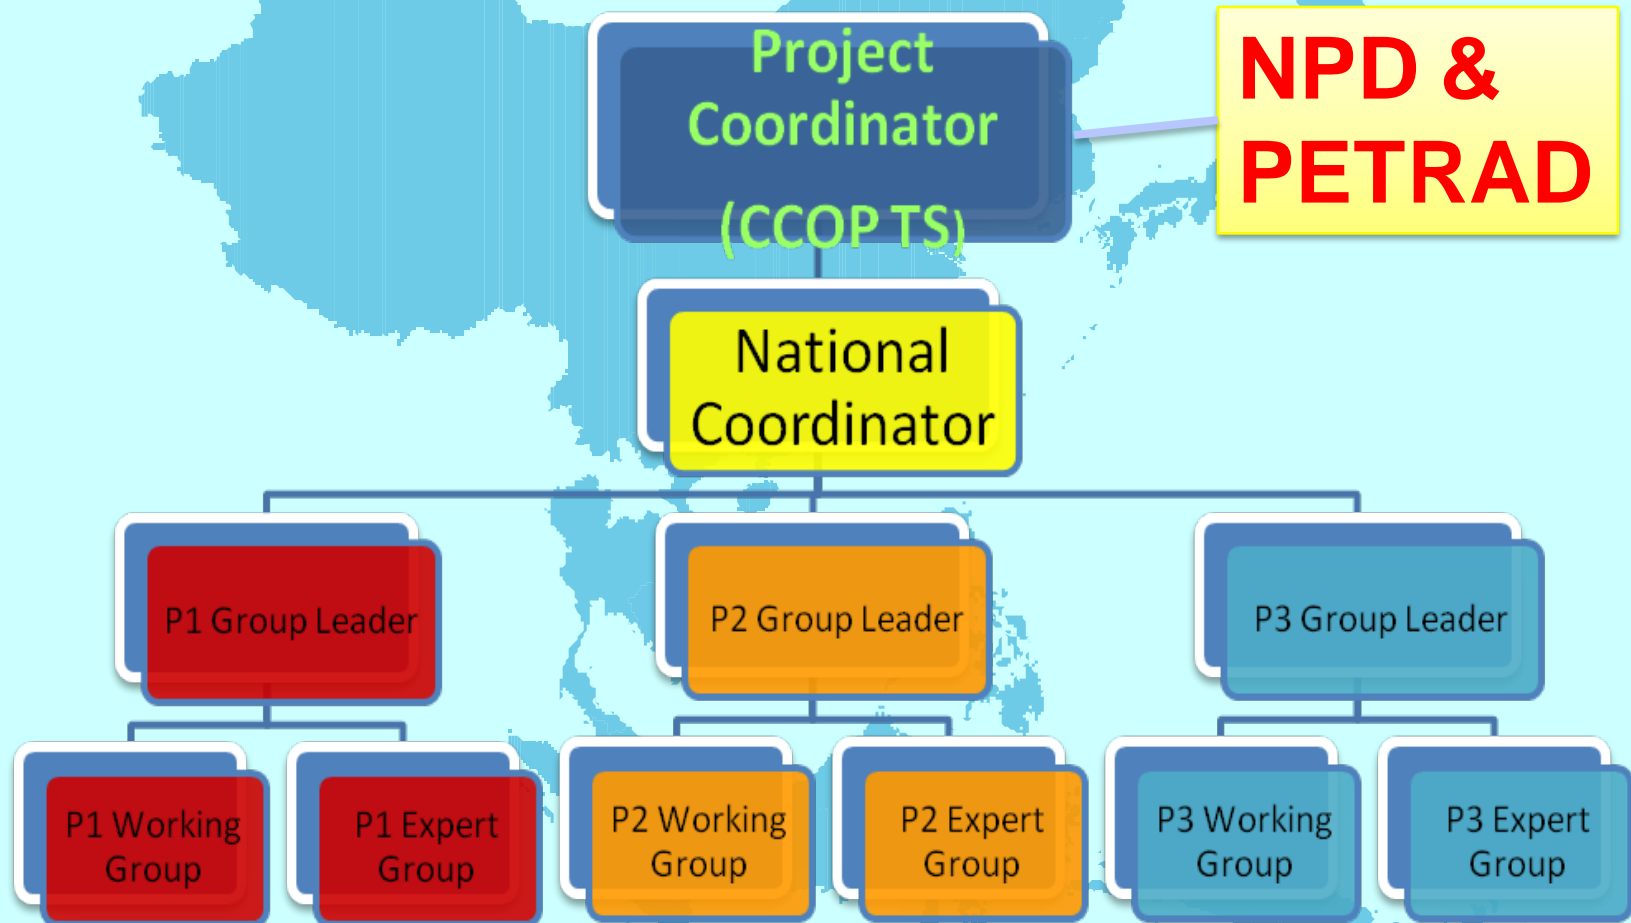 Project
Coordinator
(CCOP TS)
NPD &
PETRAD
National
Coordinator
P1 Group Leader
P2 Group Leader
P3 Group Leader
P1 Working
Group
P1 Expert
Group
P2 Working
Group
P2 Expert
Group
P3 Working
Group
P3 Expert
Group